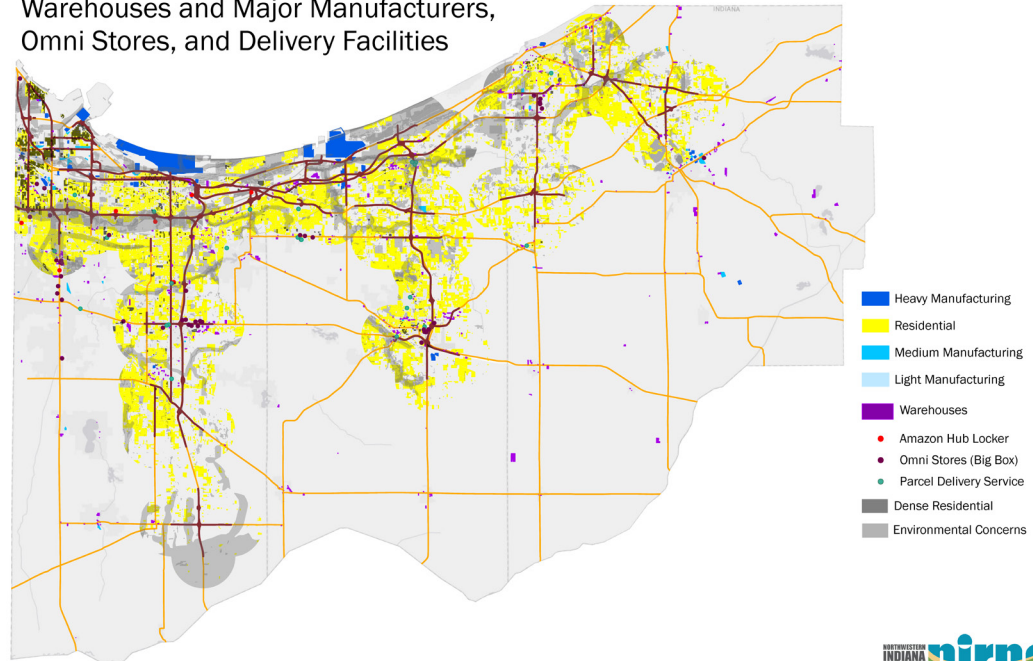 Warehouses and Major Manufacturers,
Omni Stores, and Delivery Facilities
INDIANA
Heavy Manufacturing
Residential
Medium Manufacturing
Light Manufacturing
Warehouses
Amazon Hub Locker
Omni Stores (Big Box)
Parcel Delivery Service
Dense Residential
Environmental Concerns
NORTHWESTERN
INDIANA